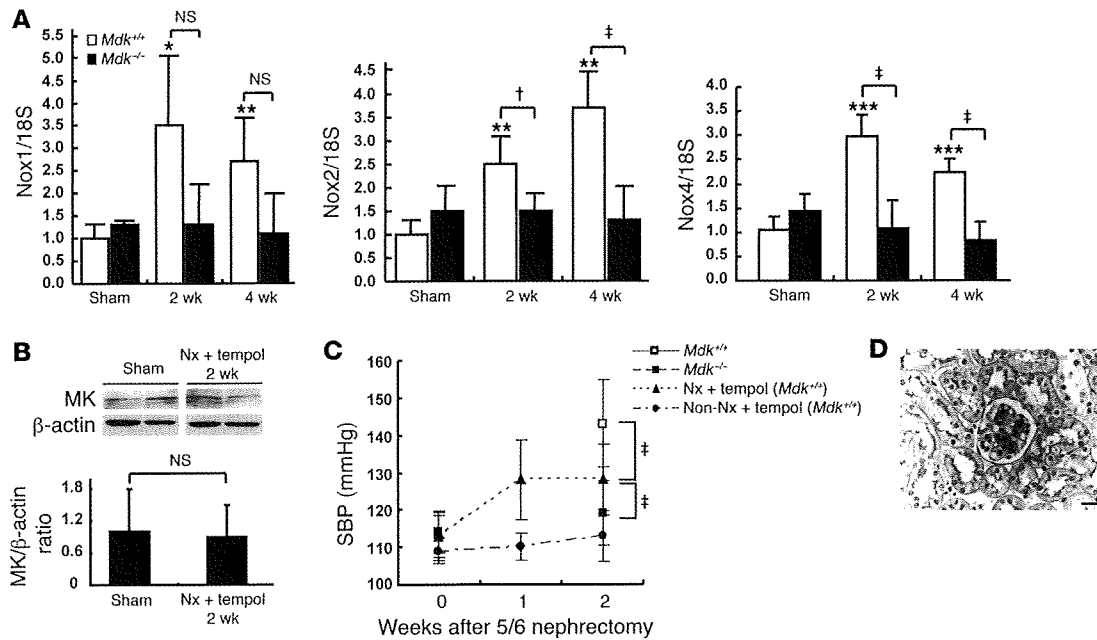 A
Mdk+/+
Mdk−/−
Nox1/18S
5.5
5.0
4.5
4.0
3.5
3.0
2.5
2.0
1.5
1.0
0.5
0.0
*
NS
**
NS
Sham
2 wk
4 wk
Nox2/18S
5.0
4.5
4.0
3.5
3.0
2.5
2.0
1.5
1.0
0.5
0.0
**
†
**
‡
Sham
2 wk
4 wk
Nox4/18S
4.0
3.5
3.0
2.5
2.0
1.5
1.0
0.5
0.0
***
‡
***
‡
Sham
2 wk
4 wk
B
Sham
Nx + tempol
2 wk
MK
β-actin
NS
MK/β-actin
ratio
1.8
1.2
0.6
0
Sham
Nx + tempol
2 wk
C
Mdk+/+
Mdk−/−
Nx + tempol (Mdk+/+)
Non-Nx + tempol (Mdk+/+)
SBP (mmHg)
160
150
140
130
120
110
100
‡
‡
0
1
2
Weeks after 5/6 nephrectomy
D